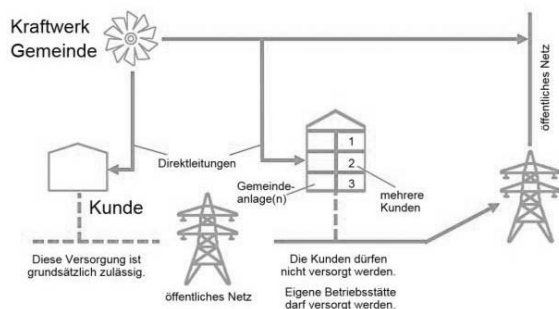 Kraftwerk
Gemeinde
öffentliches Netz
Direktleitungen
1
2
3
Gemeinde-
anlage(n)
mehrere
Kunden
Kunde
Diese Versorgung ist
grundsätzlich zulässig.
öffentliches Netz
Die Kunden dürfen
nicht versorgt werden.
Eigene Betriebsstätte
darf versorgt werden.